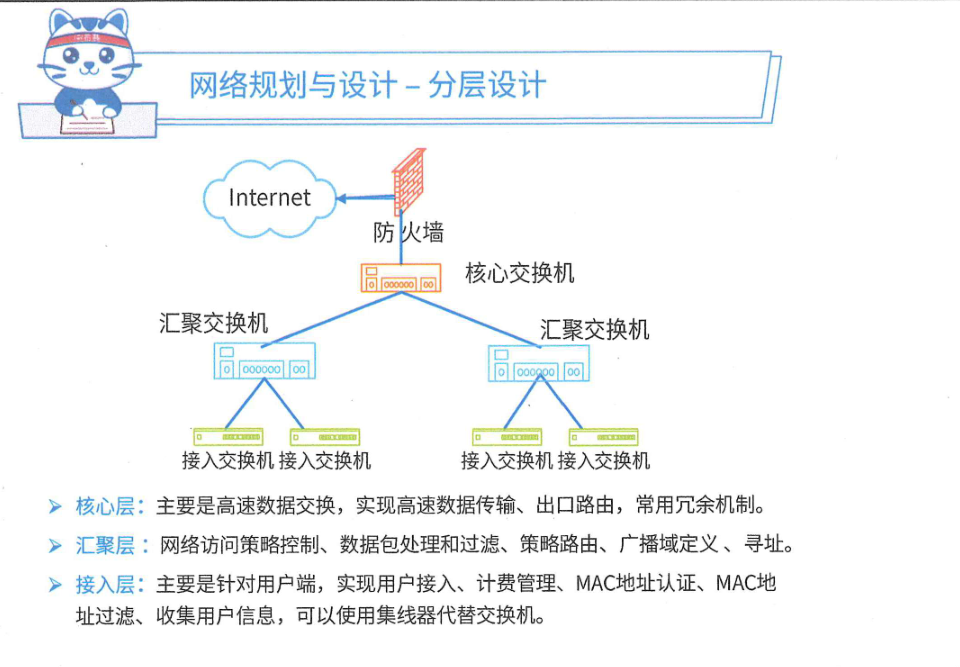 网络规划与设计 – 分层设计
Internet
防火墙
核心交换机
汇聚交换机
汇聚交换机
接入交换机 接入交换机
接入交换机 接入交换机
➢ 核心层：主要是高速数据交换，实现高速数据传输、出口路由，常用冗余机制。
➢ 汇聚层：网络访问策略控制、数据包处理和过滤、策略路由、广播域定义 、寻址。
➢ 接入层：主要是针对用户端，实现用户接入、计费管理、MAC地址认证、MAC地
址过滤、收集用户信息，可以使用集线器代替交换机。